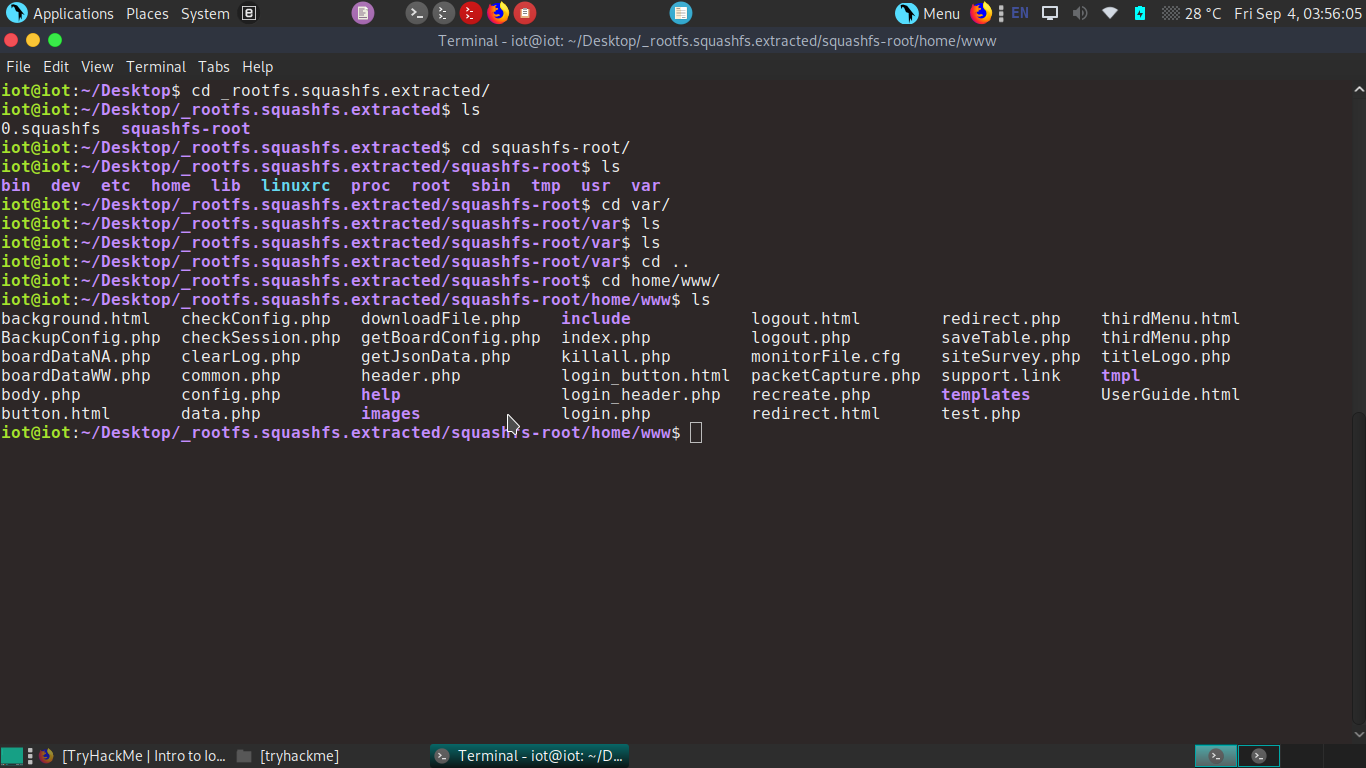 Applications Places System Menu EN 28 °C Fri Sep 4, 03:56:05
Terminal - iot@iot: ~/Desktop/_rootfs.squashfs.extracted/squashfs-root/home/www
File Edit View Terminal Tabs Help
iot@iot:~/Desktop$ cd _rootfs.squashfs.extracted/
iot@iot:~/Desktop/_rootfs.squashfs.extracted$ ls
0.squashfs squashfs-root
iot@iot:~/Desktop/_rootfs.squashfs.extracted$ cd squashfs-root/
iot@iot:~/Desktop/_rootfs.squashfs.extracted/squashfs-root$ ls
bin dev etc home lib linuxrc proc root sbin tmp usr var
iot@iot:~/Desktop/_rootfs.squashfs.extracted/squashfs-root$ cd var/
iot@iot:~/Desktop/_rootfs.squashfs.extracted/squashfs-root/var$ ls
iot@iot:~/Desktop/_rootfs.squashfs.extracted/squashfs-root/var$ ls
iot@iot:~/Desktop/_rootfs.squashfs.extracted/squashfs-root/var$ cd ..
iot@iot:~/Desktop/_rootfs.squashfs.extracted/squashfs-root$ cd home/www/
iot@iot:~/Desktop/_rootfs.squashfs.extracted/squashfs-root/home/www$ ls
background.html checkConfig.php downloadFile.php include logout.html redirect.php thirdMenu.html
BackupConfig.php checkSession.php getBoardConfig.php index.php logout.php saveTable.php thirdMenu.php
boardDataNA.php clearLog.php getJsonData.php killall.php monitorFile.cfg siteSurvey.php titleLogo.php
boardDataWW.php common.php header.php login_button.html packetCapture.php support.link tmpl
body.php config.php help login_header.php recreate.php templates UserGuide.html
button.html data.php images login.php redirect.html test.php
iot@iot:~/Desktop/_rootfs.squashfs.extracted/squashfs-root/home/www$
[TryHackMe | Intro to Io... [tryhackme] Terminal - iot@iot: ~/D...